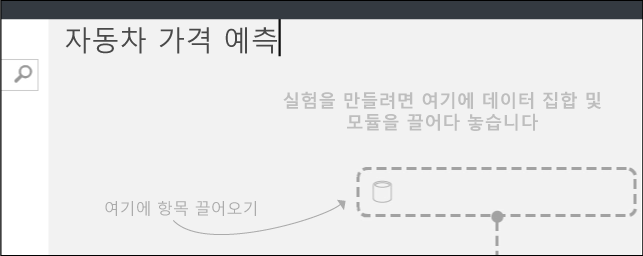 자동차 가격 예측
실험을 만들려면 여기에 데이터 집합 및
모듈을 끌어다 놓습니다
여기에 항목 끌어오기